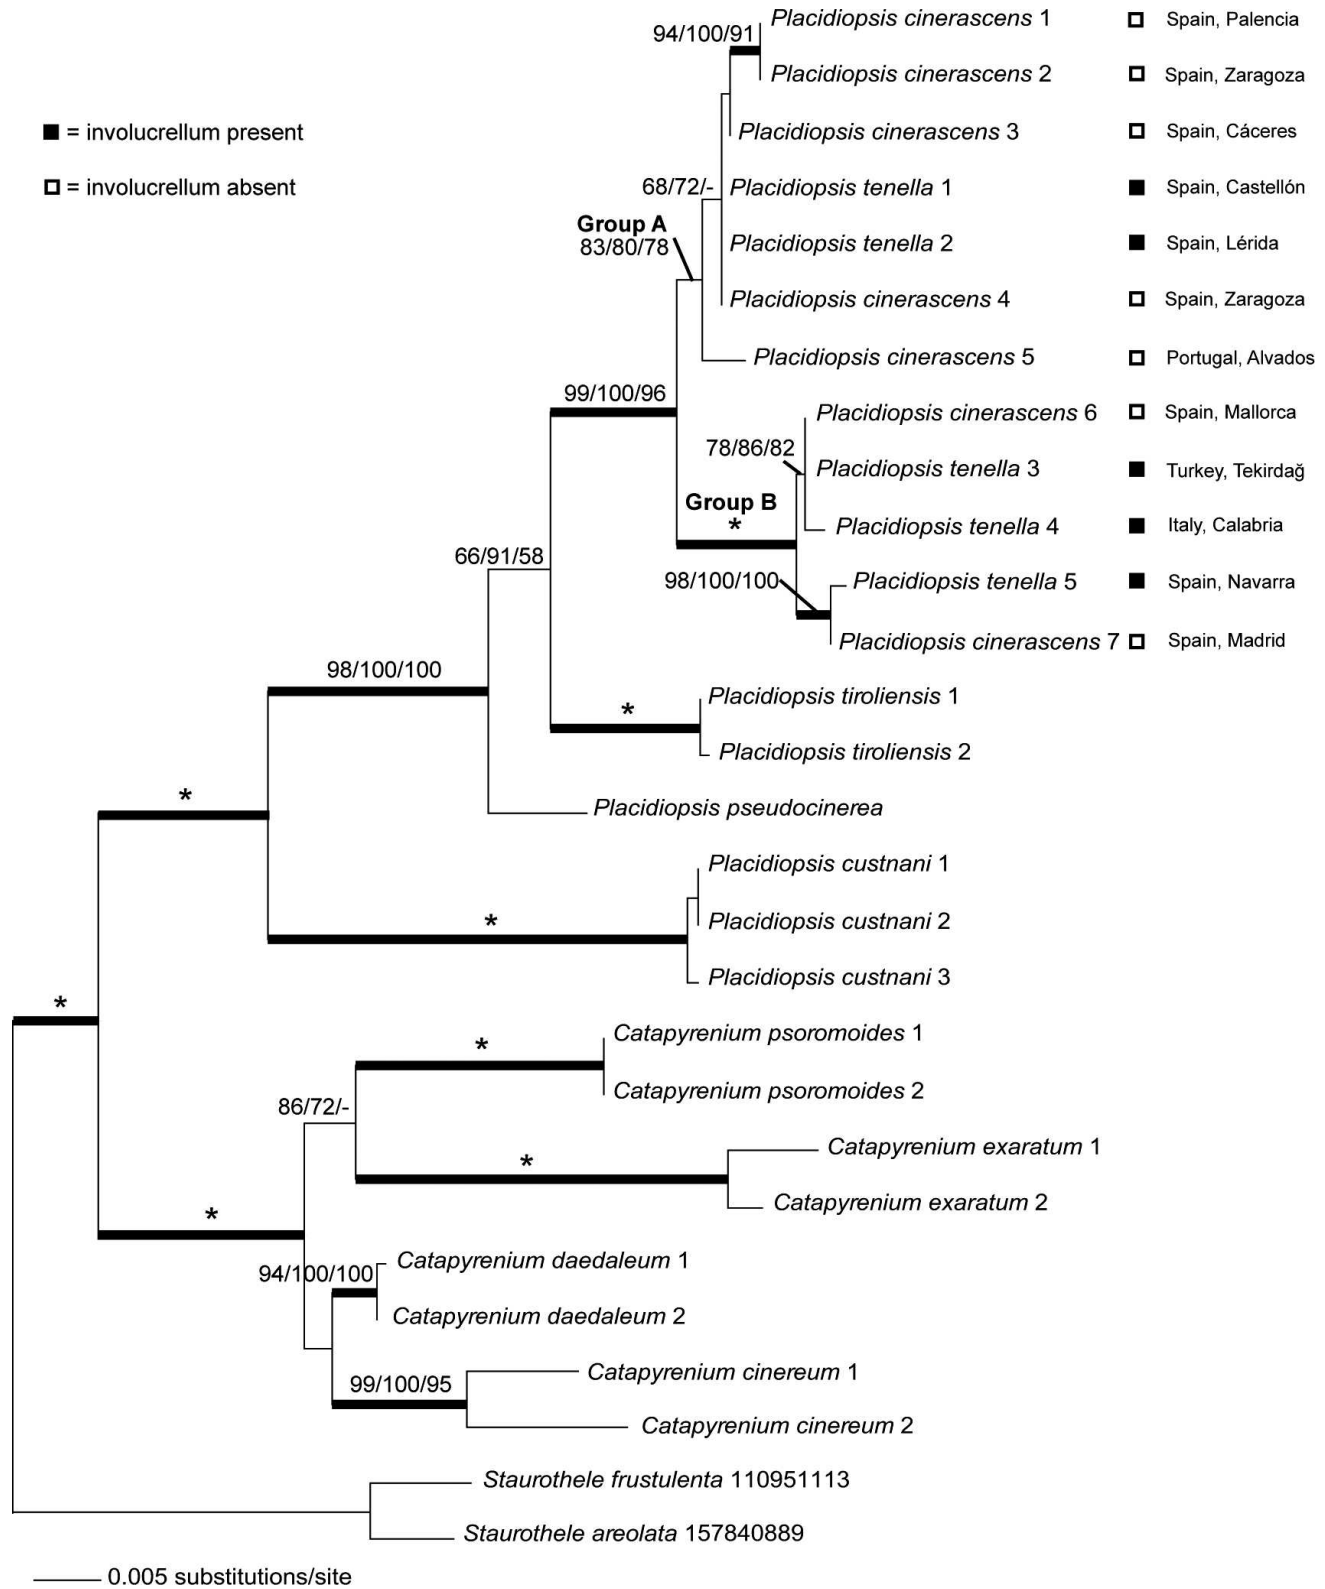 Placidiopsis cinerascens 1 Spain, Palencia
94/100/91
Placidiopsis cinerascens 2 Spain, Zaragoza
= involucrellum present
Placidiopsis cinerascens 3 Spain, Cáceres
= involucrellum absent
68/72/-
Placidiopsis tenella 1 Spain, Castellón
Group A
83/80/78
Placidiopsis tenella 2 Spain, Lérida
Placidiopsis cinerascens 4 Spain, Zaragoza
Placidiopsis cinerascens 5 Portugal, Alvados
99/100/96
Placidiopsis cinerascens 6 Spain, Mallorca
78/86/82
Placidiopsis tenella 3 Turkey, Tekirdağ
Group B
*
Placidiopsis tenella 4 Italy, Calabria
66/91/58
98/100/100
Placidiopsis tenella 5 Spain, Navarra
Placidiopsis cinerascens 7 Spain, Madrid
98/100/100
Placidiopsis tiroliensis 1
*
Placidiopsis tiroliensis 2
*
Placidiopsis pseudocinerea
Placidiopsis custnani 1
*
Placidiopsis custnani 2
Placidiopsis custnani 3
*
Catapyrenium psoromoides 1
*
Catapyrenium psoromoides 2
86/72/-
Catapyrenium exaratum 1
*
Catapyrenium exaratum 2
*
Catapyrenium daedaleum 1
94/100/100
Catapyrenium daedaleum 2
Catapyrenium cinereum 1
99/100/95
Catapyrenium cinereum 2
Staurothele frustulenta 110951113
Staurothele areolata 157840889
0.005 substitutions/site